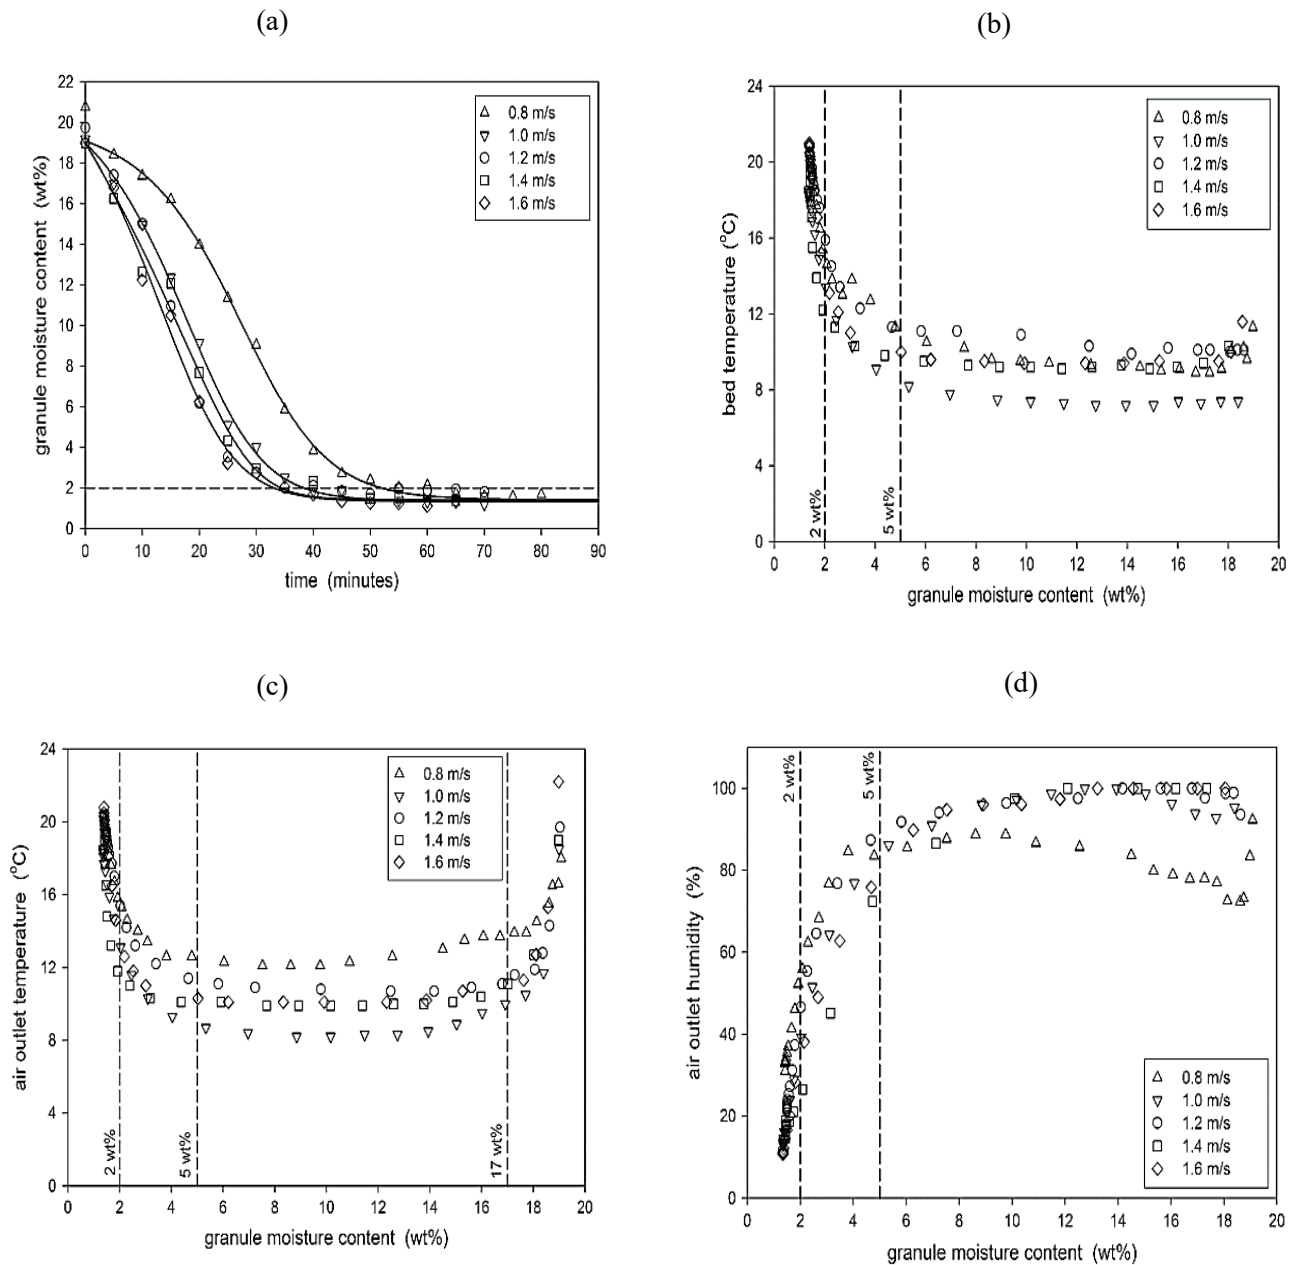 (a)
granule moisture content (wt%)
22
20
18
16
14
12
10
8
6
4
2
0
0.8 m/s
1.0 m/s
1.2 m/s
1.4 m/s
1.6 m/s
0 10 20 30 40 50 60 70 80 90
time (minutes)
(b)
bed temperature (°C)
24
20
16
12
8
4
0
0.8 m/s
1.0 m/s
1.2 m/s
1.4 m/s
1.6 m/s
2 wt%
5 wt%
0 2 4 6 8 10 12 14 16 18 20
granule moisture content (wt%)
(c)
air outlet temperature (°C)
24
20
16
12
8
4
0
0.8 m/s
1.0 m/s
1.2 m/s
1.4 m/s
1.6 m/s
2 wt%
5 wt%
17 wt%
0 2 4 6 8 10 12 14 16 18 20
granule moisture content (wt%)
(d)
air outlet humidity (%)
100
80
60
40
20
0
2 wt%
5 wt%
0.8 m/s
1.0 m/s
1.2 m/s
1.4 m/s
1.6 m/s
0 2 4 6 8 10 12 14 16 18 20
granule moisture content (wt%)